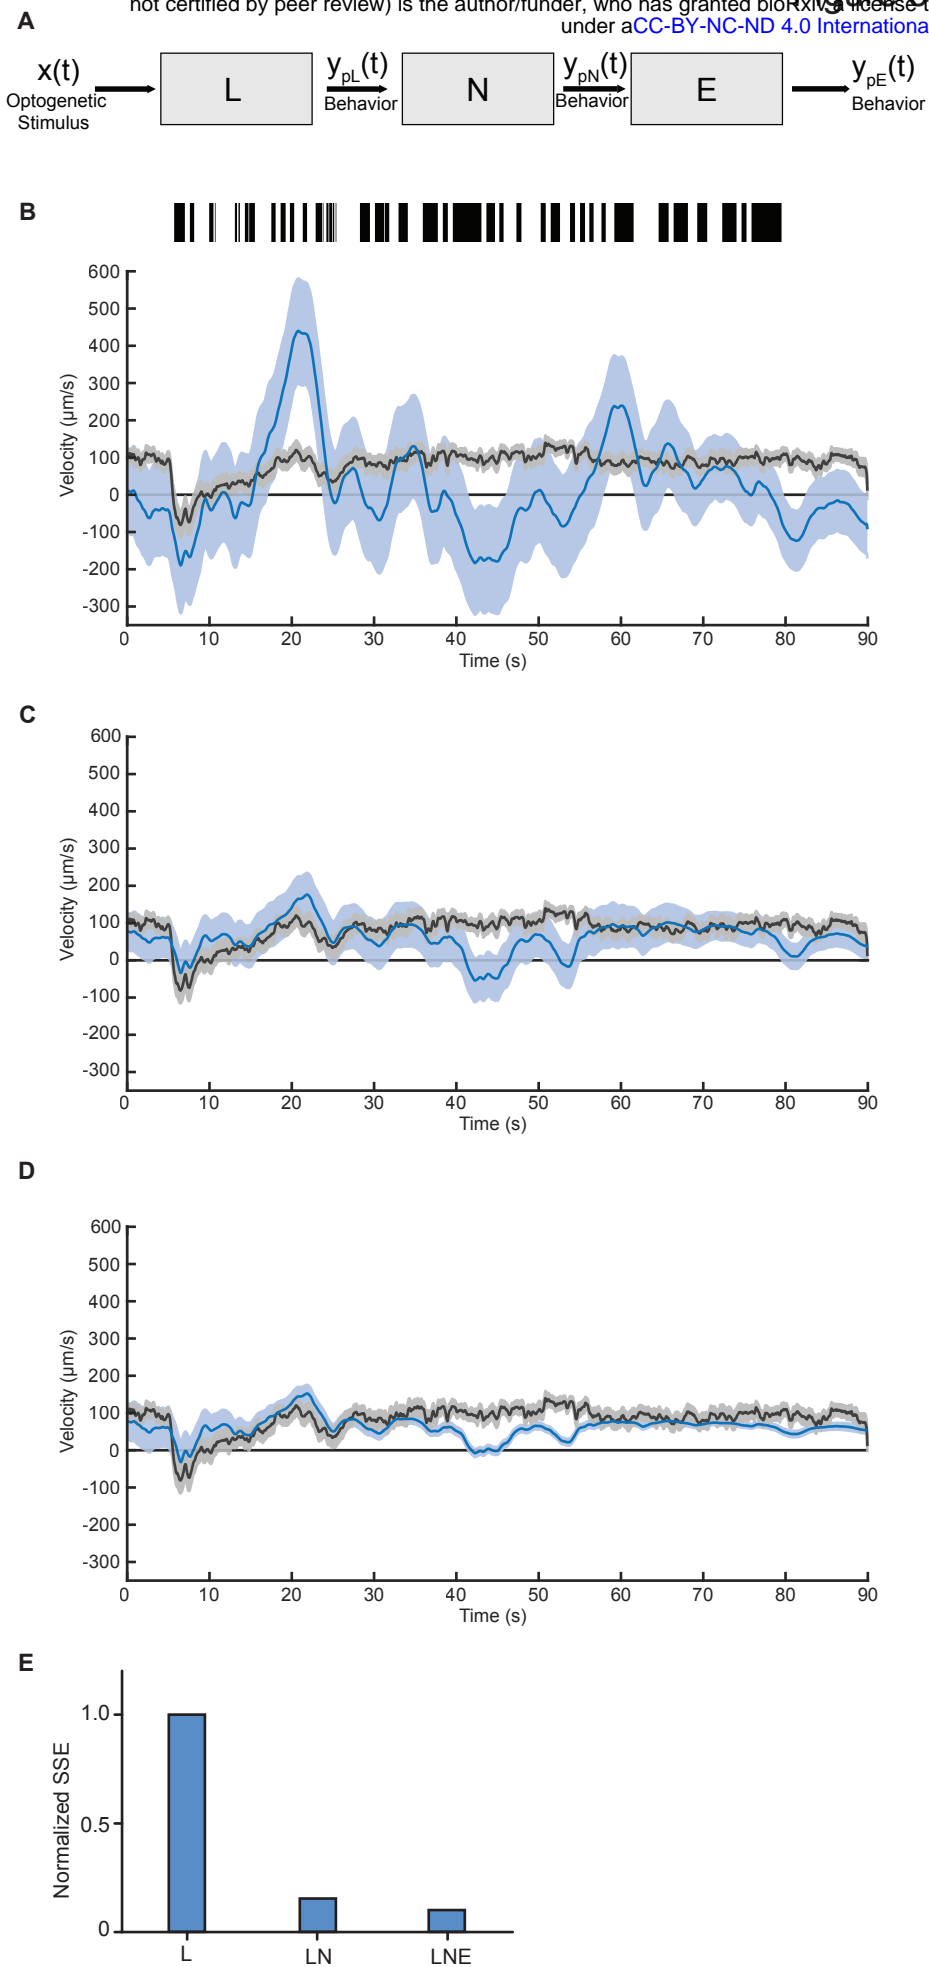 not certified by peer review) is the author/funder, who has granted bioRxiv a license t
under aCC-BY-NC-ND 4.0 Internationa
A
x(t)
Optogenetic
Stimulus
L
ypL(t)
Behavior
N
ypN(t)
Behavior
E
ypE(t)
Behavior
B
600
500
400
300
200
100
0
-100
-200
-300
Velocity (µm/s)
0 10 20 30 40 50 60 70 80 90
Time (s)
C
600
500
400
300
200
100
0
-100
-200
-300
Velocity (µm/s)
0 10 20 30 40 50 60 70 80 90
Time (s)
D
600
500
400
300
200
100
0
-100
-200
-300
Velocity (µm/s)
0 10 20 30 40 50 60 70 80 90
Time (s)
E
1.0
0.5
0
Normalized SSE
L LN LNE